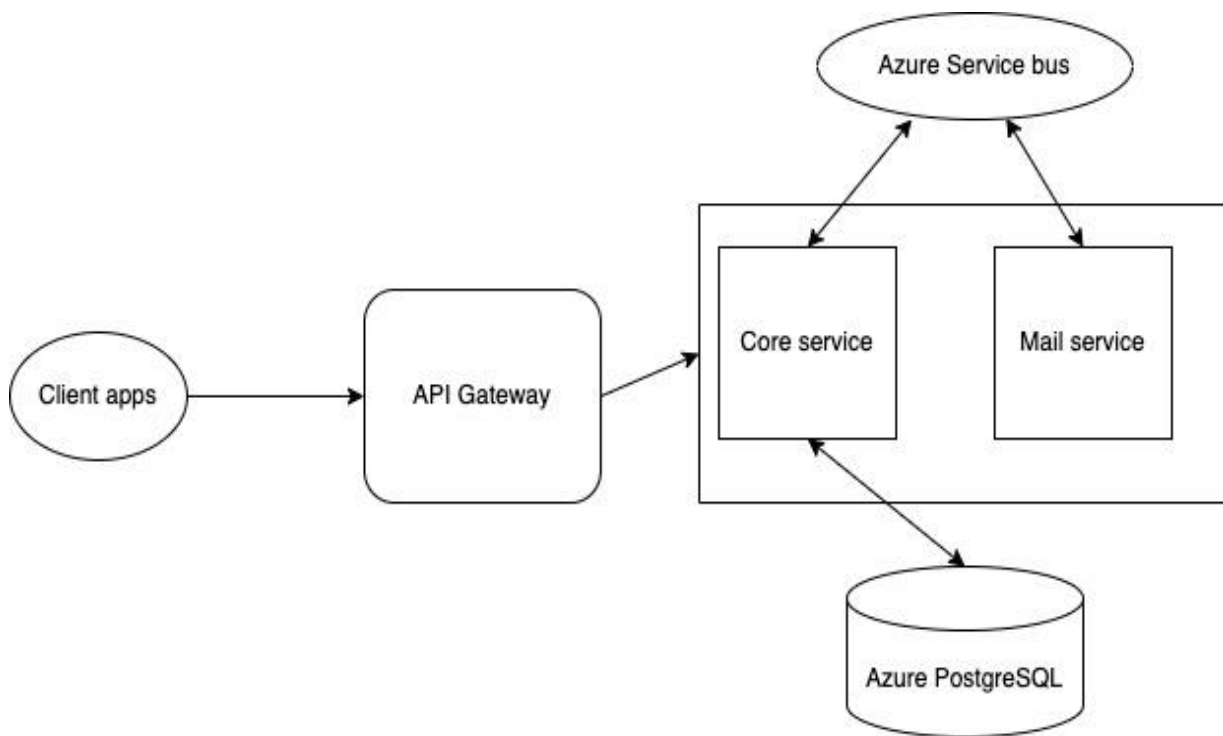 Azure Service bus
Core service
Mail service
Client apps
API Gateway
Azure PostgreSQL